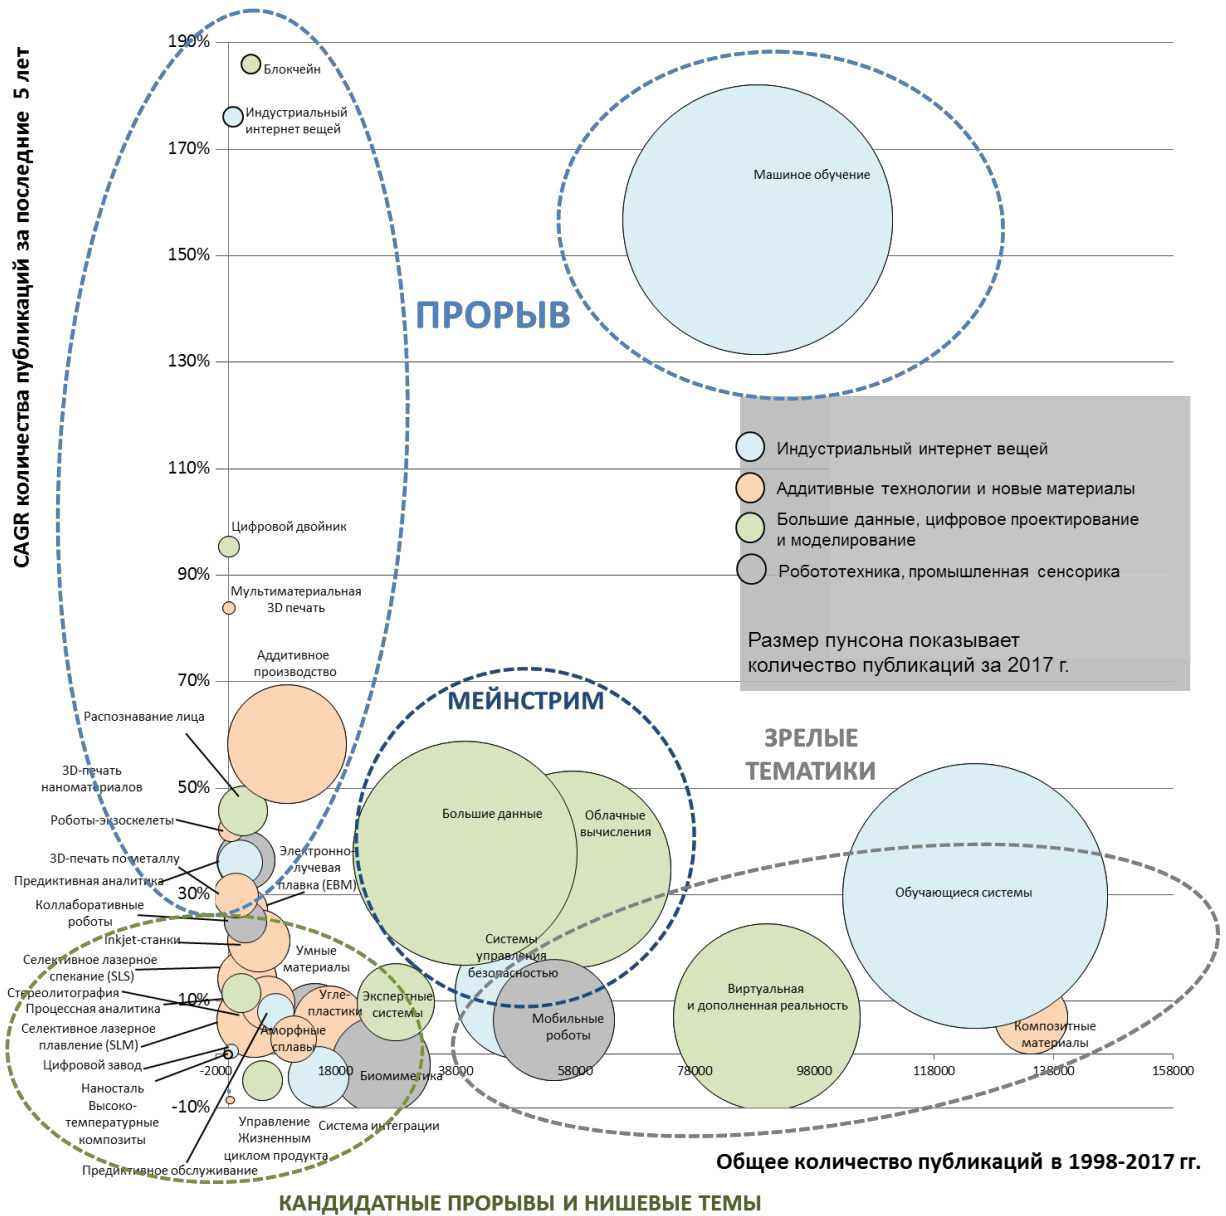 CAGR количества публикаций за последние 5 лет
190%
170%
150%
130%
110%
90%
70%
50%
30%
10%
-10%
Блокчейн
Индустриальный
интернет вещей
Машиное обучение
ПРОРЫВ
Индустриальный интернет вещей
Аддитивные технологии и новые материалы
Большие данные, цифровое проектирование
и моделирование
Робототехника, промышленная сенсорика
Размер пунсона показывает
количество публикаций за 2017 г.
Цифровой двойник
Мультиматериальная
3D печать
Аддитивное
производство
Распознавание лица
3D-печать
наноматериалов
Роботы-экзоскелеты
3D-печать по металлу
Предиктивная аналитика
Коллаборативные
роботы
Inkjet-станки
Селективное лазерное
спекание (SLS)
Стереолитография
Процессная аналитика
Селективное лазерное
плавление (SLM)
Цифровой завод
Наносталь
Высоко-
температурные
композиты
Предиктивное обслуживание
Электронно-
лучевая
плавка (EBM)
Умные
материалы
Угле-
пластики
Аморфные
сплавы
Экспертные
системы
Биомиметика
Управление
Жизненным
циклом продукта
Система интеграции
МЕЙНСТРИМ
Большие данные
Облачные
вычисления
Системы
управления
безопасностью
Мобильные
роботы
ЗРЕЛЫЕ
ТЕМАТИКИ
Обучающиеся системы
Виртуальная
и дополненная реальность
Композитные
материалы
-2000
18000
38000
58000
78000
98000
118000
138000
158000
Общее количество публикаций в 1998-2017 гг.
КАНДИДАТНЫЕ ПРОРЫВЫ И НИШЕВЫЕ ТЕМЫ